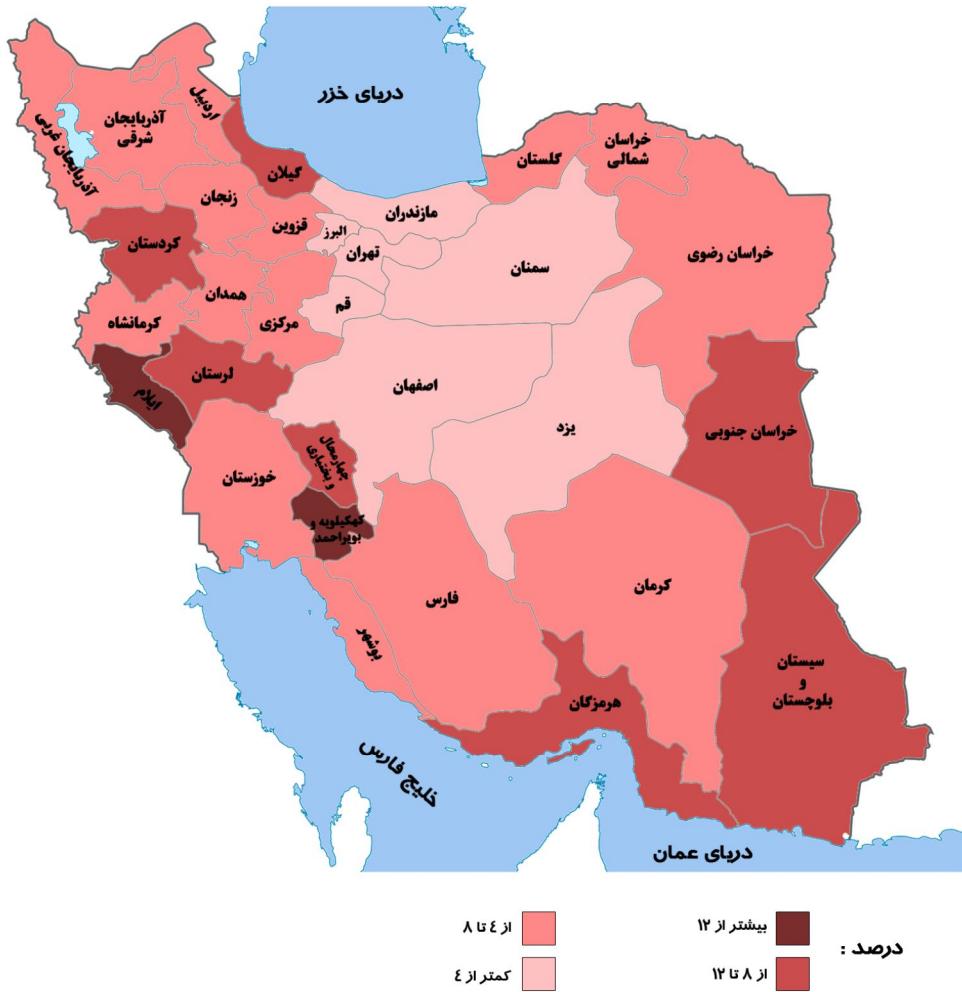 دریای خزر
آذربایجان
شرقی
اردبیل
آذربایجان غربی
گیلان
گلستان
خراسان
شمالی
زنجان
مازندران
قزوین
البرز
تهران
سمنان
خراسان رضوی
کردستان
همدان
قم
مرکزی
کرمانشاه
لرستان
اصفهان
ایلام
یزد
خراسان جنوبی
چهارمحال
و بختیاری
خوزستان
کهکیلویه و
بویراحمد
کرمان
فارس
بوشهر
سیستان
و
بلوچستان
هرمزگان
خلیج فارس
دریای عمان
درصد :
بیشتر از ۱۲
از ۸ تا ۱۲
از ٤ تا ۸
کمتر از ٤